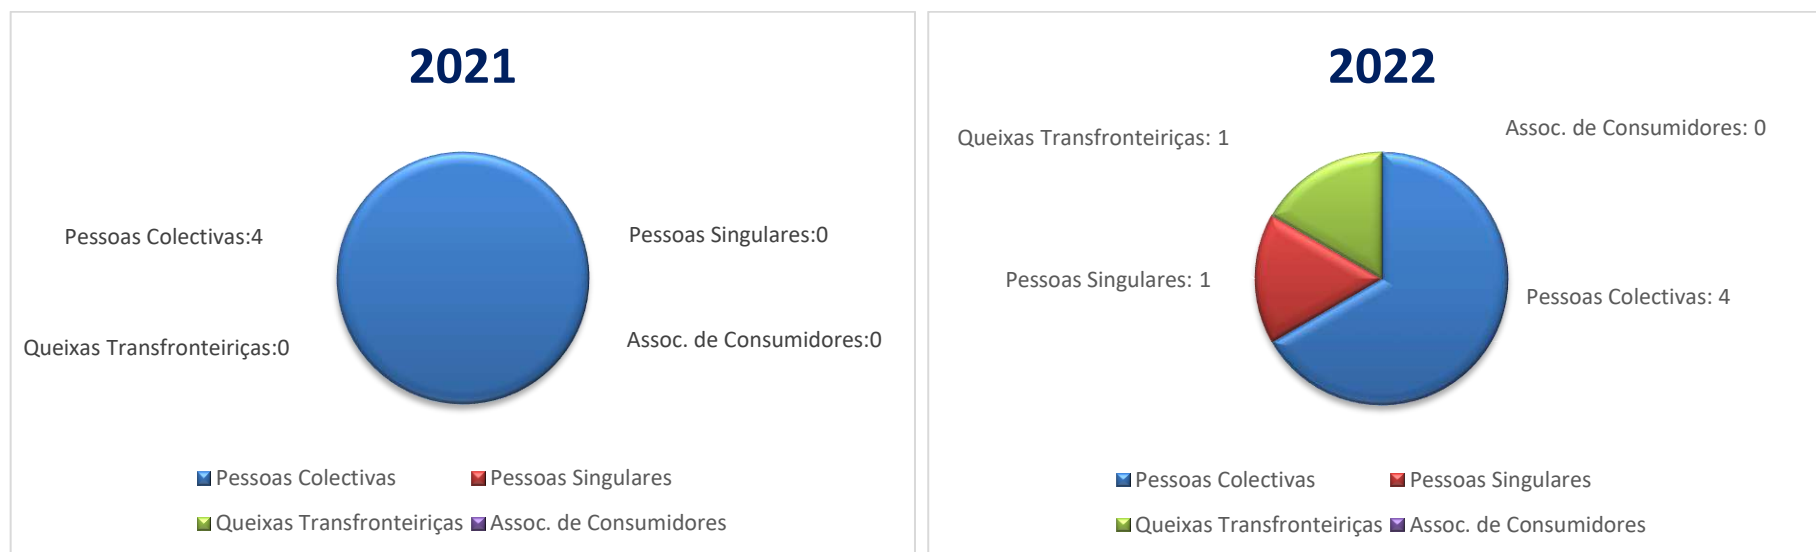 2021
Pessoas Colectivas:4
Pessoas Singulares:0
Queixas Transfronteiriças:0
Assoc. de Consumidores:0
Pessoas Colectivas
Pessoas Singulares
Queixas Transfronteiriças
Assoc. de Consumidores
2022
Queixas Transfronteiriças: 1
Assoc. de Consumidores: 0
Pessoas Singulares: 1
Pessoas Colectivas: 4
Pessoas Colectivas
Pessoas Singulares
Queixas Transfronteiriças
Assoc. de Consumidores